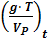 (g · T / V_P)_t